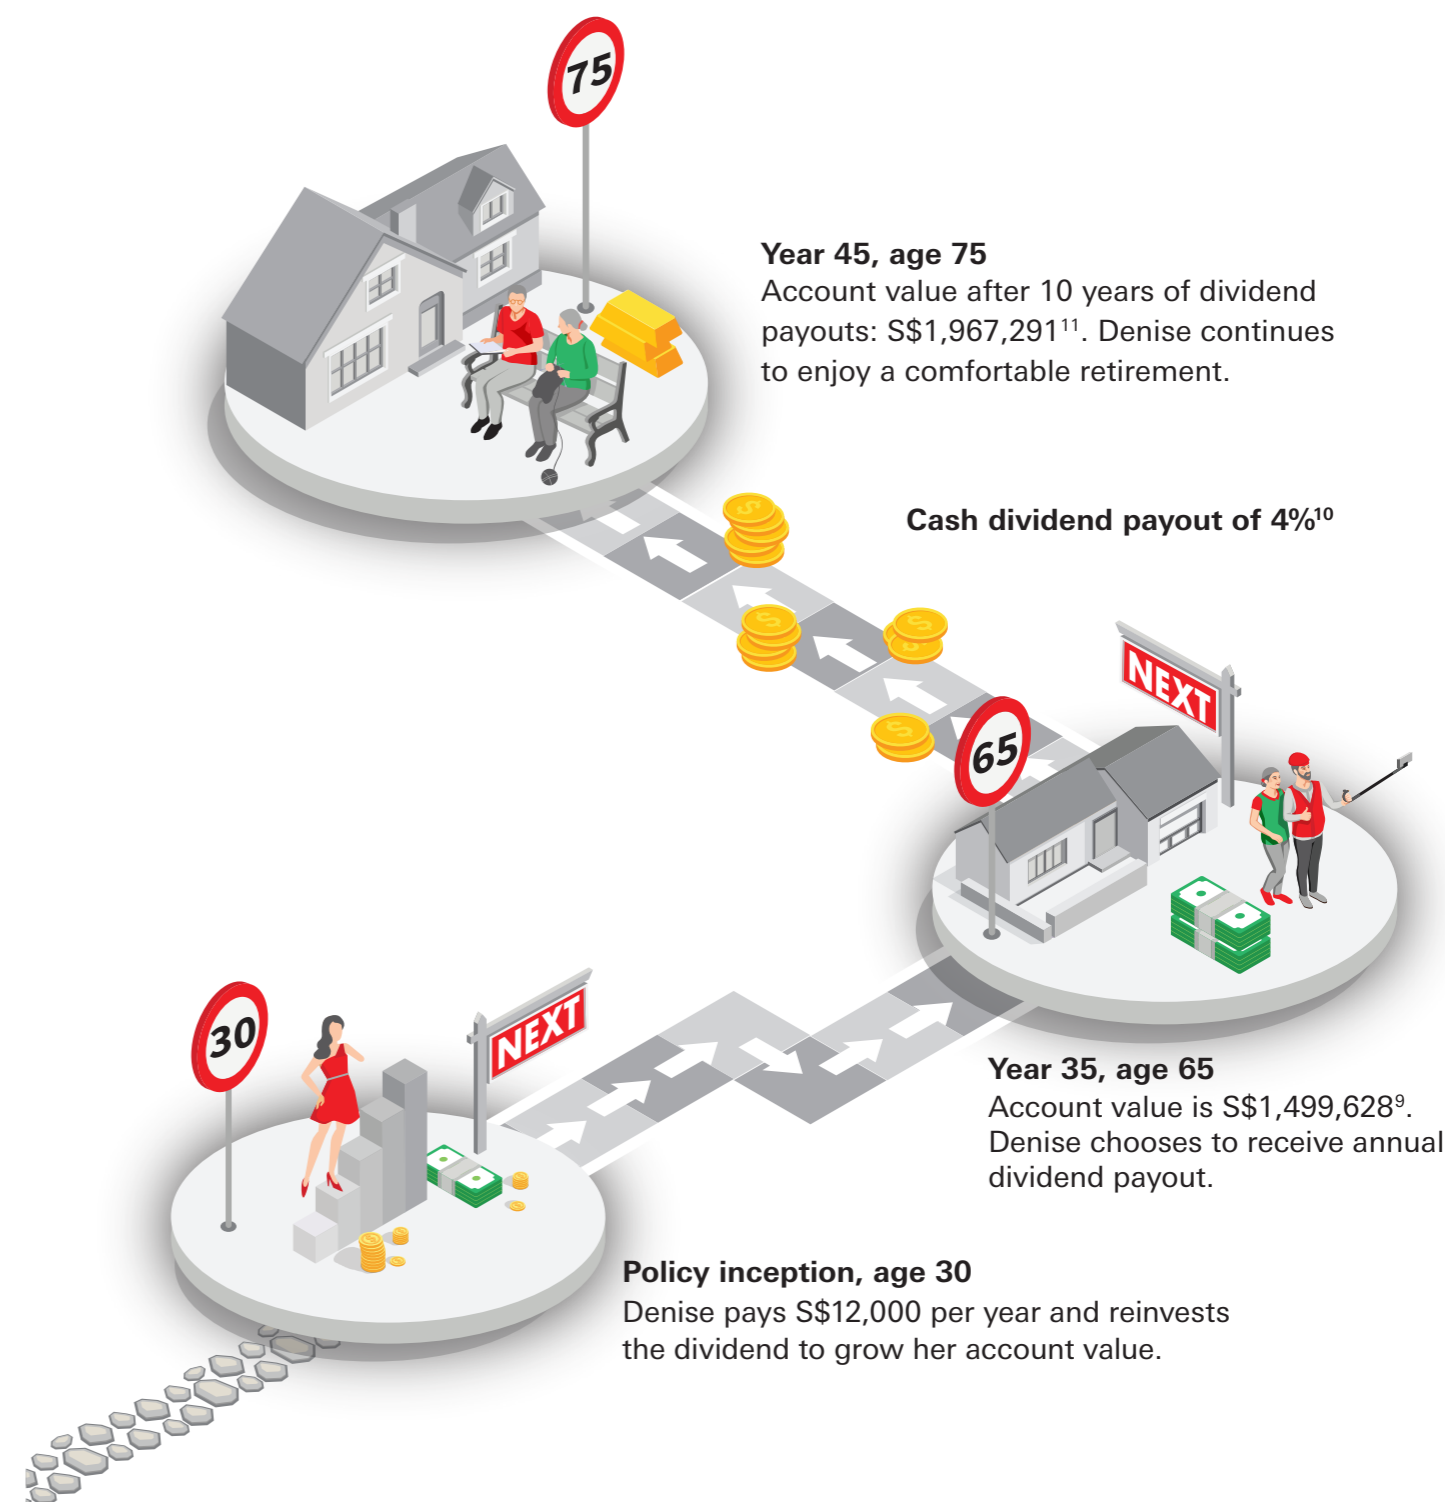 75
Year 45, age 75
Account value after 10 years of dividend
payouts: S$1,967,291¹¹. Denise continues
to enjoy a comfortable retirement.
Cash dividend payout of 4%¹⁰
NEXT
65
30
NEXT
Year 35, age 65
Account value is S$1,499,628⁹.
Denise chooses to receive annual
dividend payout.
Policy inception, age 30
Denise pays S$12,000 per year and reinvests
the dividend to grow her account value.